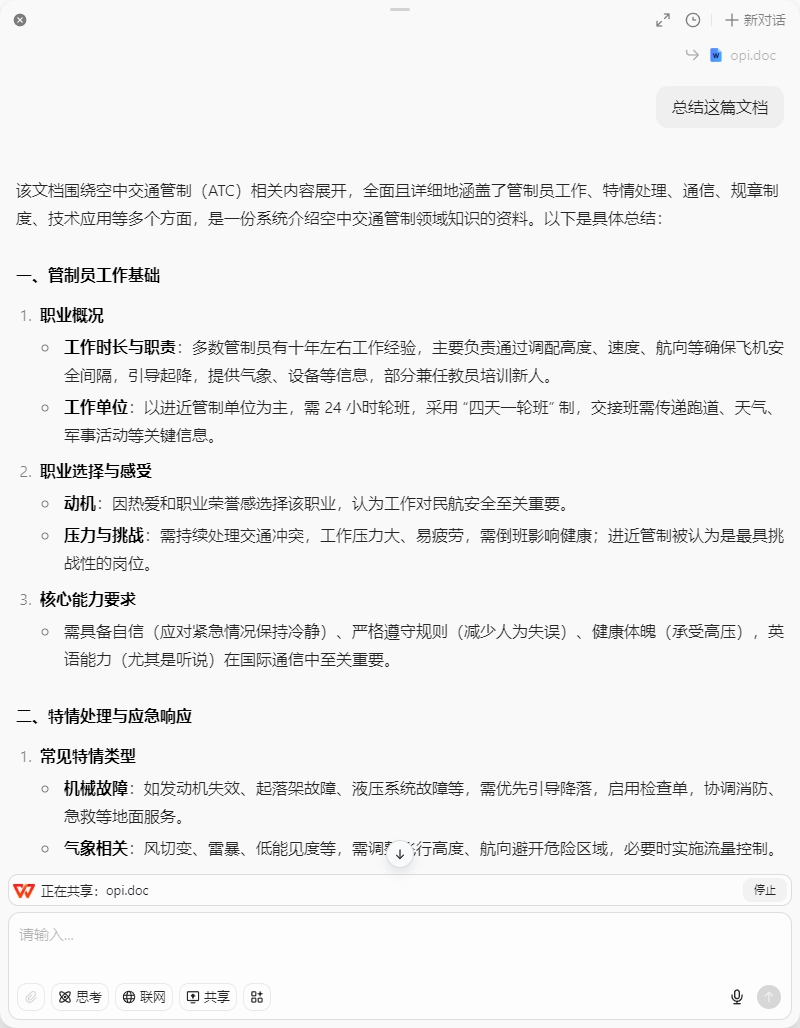 新对话
opi.doc
总结这篇文档
该文档围绕空中交通管制（ATC）相关内容展开，全面且详细地涵盖了管制员工作、特情处理、通信、规章制
度、技术应用等多个方面，是一份系统介绍空中交通管制领域知识的资料。以下是具体总结：
一、管制员工作基础
1. 职业概况
工作时长与职责：多数管制员有十年左右工作经验，主要负责通过调配高度、速度、航向等确保飞机安
全间隔，引导起降，提供气象、设备等信息，部分兼任教员培训新人。
工作单位：以进近管制单位为主，需 24 小时轮班，采用 “四天一轮班” 制，交接班需传递跑道、天气、
军事活动等关键信息。
2. 职业选择与感受
动机：因热爱和职业荣誉感选择该职业，认为工作对民航安全至关重要。
压力与挑战：需持续处理交通冲突，工作压力大、易疲劳，需倒班影响健康；进近管制被认为是最具挑
战性的岗位。
3. 核心能力要求
需具备自信（应对紧急情况保持冷静）、严格遵守规则（减少人为失误）、健康体魄（承受高压），英
语能力（尤其是听说）在国际通信中至关重要。
二、特情处理与应急响应
1. 常见特情类型
机械故障：如发动机失效、起落架故障、液压系统故障等，需优先引导降落，启用检查单，协调消防、
急救等地面服务。
气象相关：风切变、雷暴、低能见度等，需调行高度、航向避开危险区域，必要时实施流量控制。
正在共享：opi.doc
停止
请输入...
思考
联网
共享